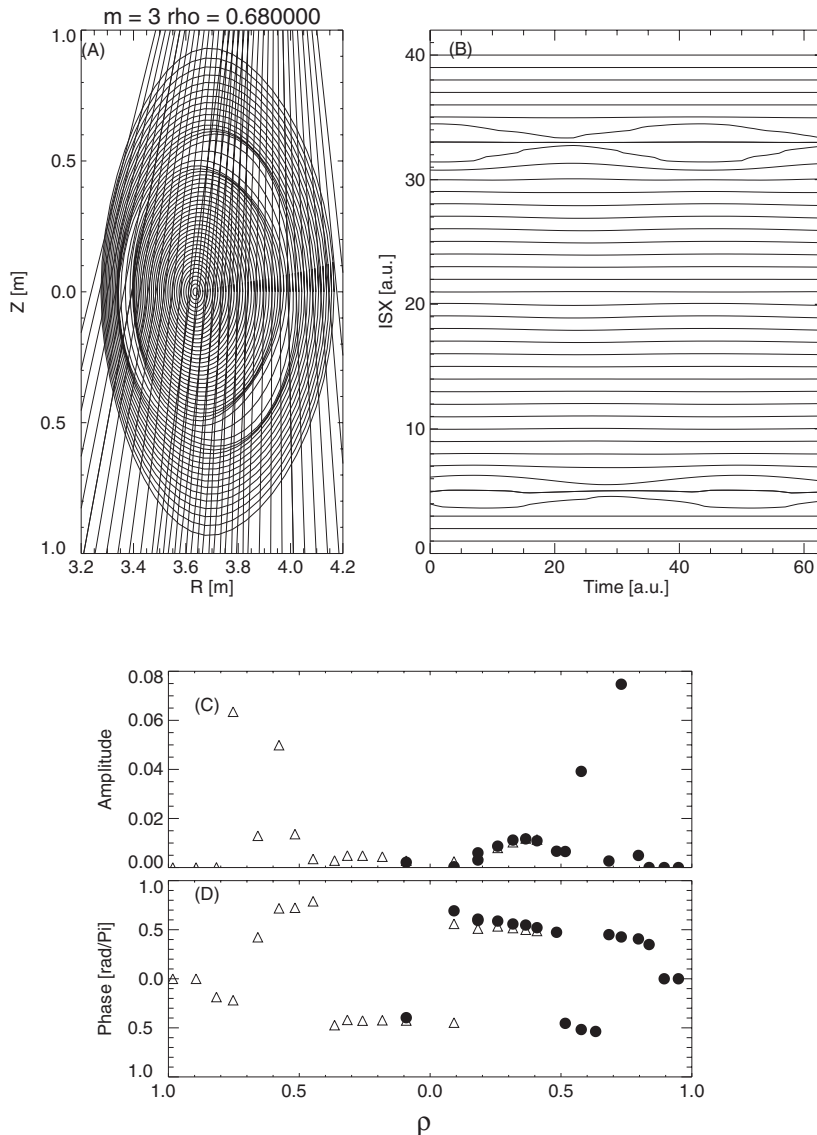 m = 3 rho = 0.680000
(A)
1.0
0.5
0.0
0.5
1.0
Z [m]
3.2 3.4 3.6 3.8 4.0 4.2
R [m]
(B)
40
30
20
10
0
ISX [a.u.]
0 20 40 60
Time [a.u.]
(C)
0.08
0.06
0.04
0.02
0.00
Amplitude
(D)
1.0
0.5
0.0
0.5
1.0
Phase [rad/Pi]
1.0 0.5 0.0 0.5 1.0
ρ